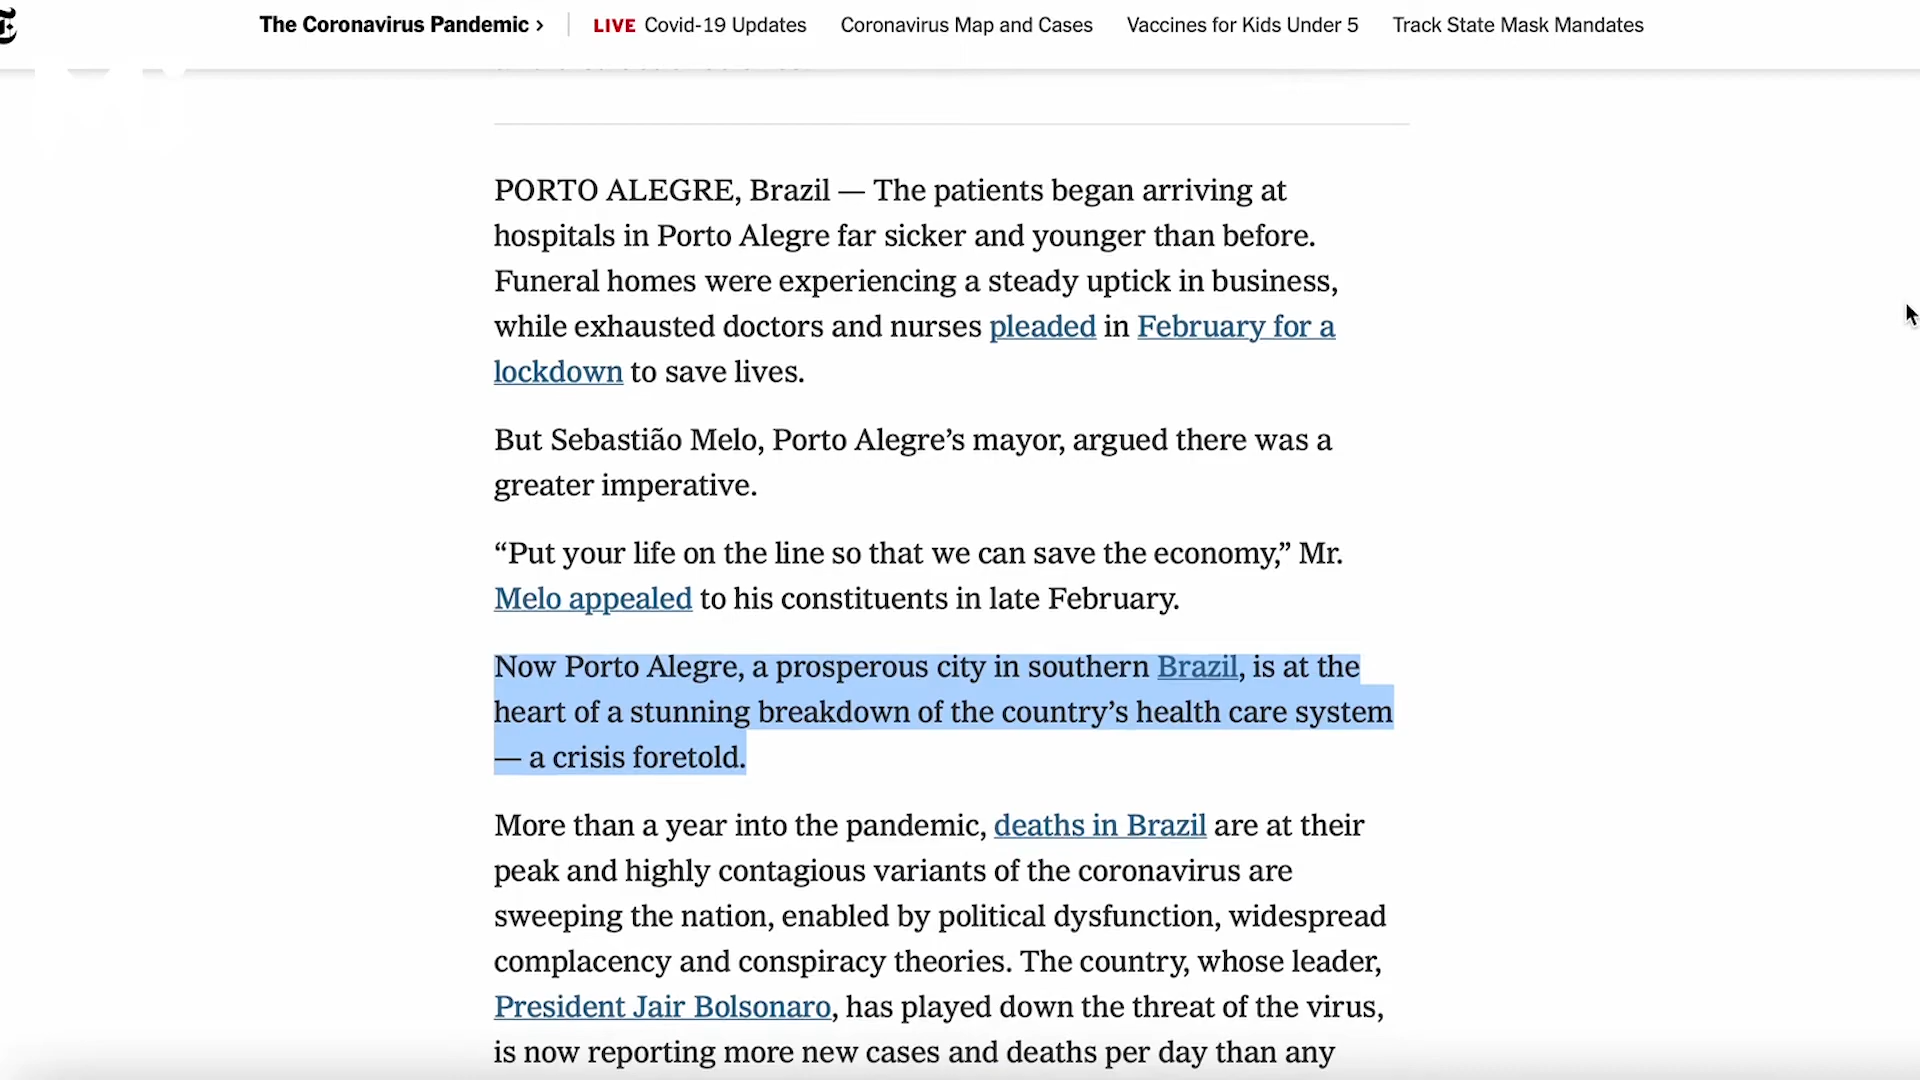 The Coronavirus Pandemic › LIVE Covid-19 Updates Coronavirus Map and Cases Vaccines for Kids Under 5 Track State Mask Mandates
PORTO ALEGRE, Brazil — The patients began arriving at
hospitals in Porto Alegre far sicker and younger than before.
Funeral homes were experiencing a steady uptick in business,
while exhausted doctors and nurses pleaded in February for a
lockdown to save lives.
But Sebastião Melo, Porto Alegre’s mayor, argued there was a
greater imperative.
“Put your life on the line so that we can save the economy,” Mr.
Melo appealed to his constituents in late February.
Now Porto Alegre, a prosperous city in southern Brazil, is at the
heart of a stunning breakdown of the country’s health care system
— a crisis foretold.
More than a year into the pandemic, deaths in Brazil are at their
peak and highly contagious variants of the coronavirus are
sweeping the nation, enabled by political dysfunction, widespread
complacency and conspiracy theories. The country, whose leader,
President Jair Bolsonaro, has played down the threat of the virus,
is now reporting more new cases and deaths per day than any